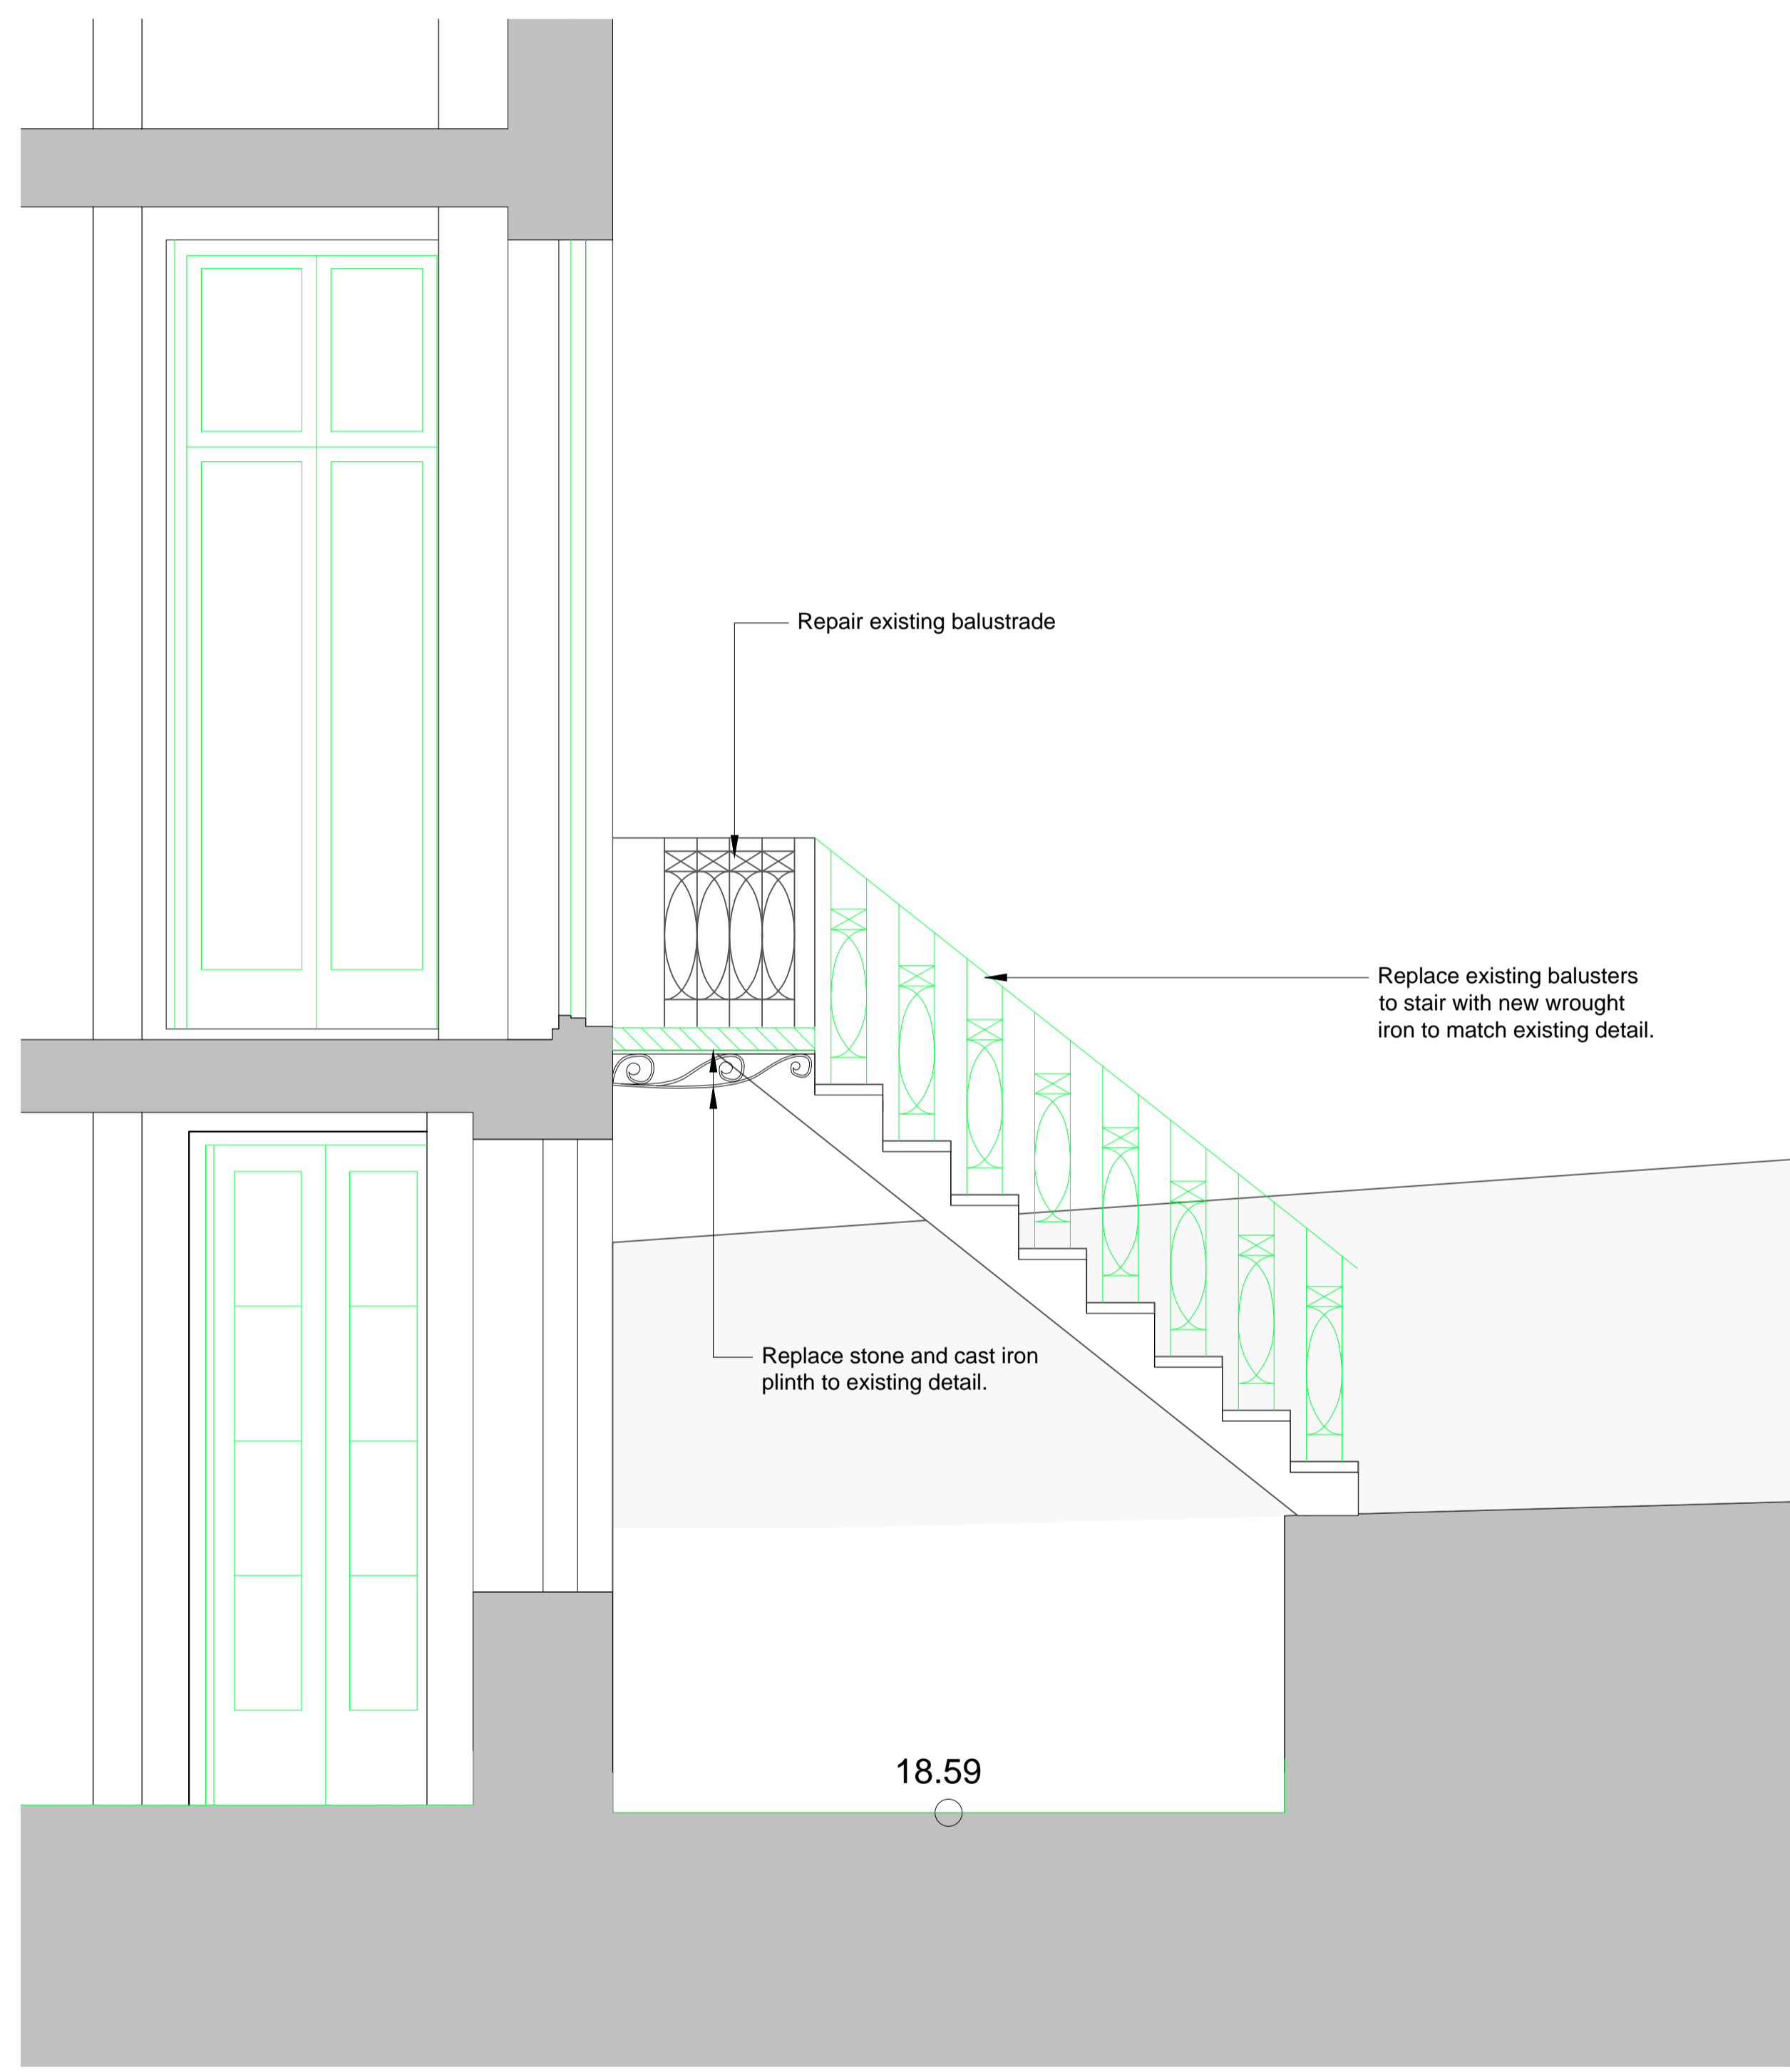 Repair existing balustrade
Replace existing balusters
to stair with new wrought
iron to match existing detail.
Replace stone and cast iron
plinth to existing detail.
18.59